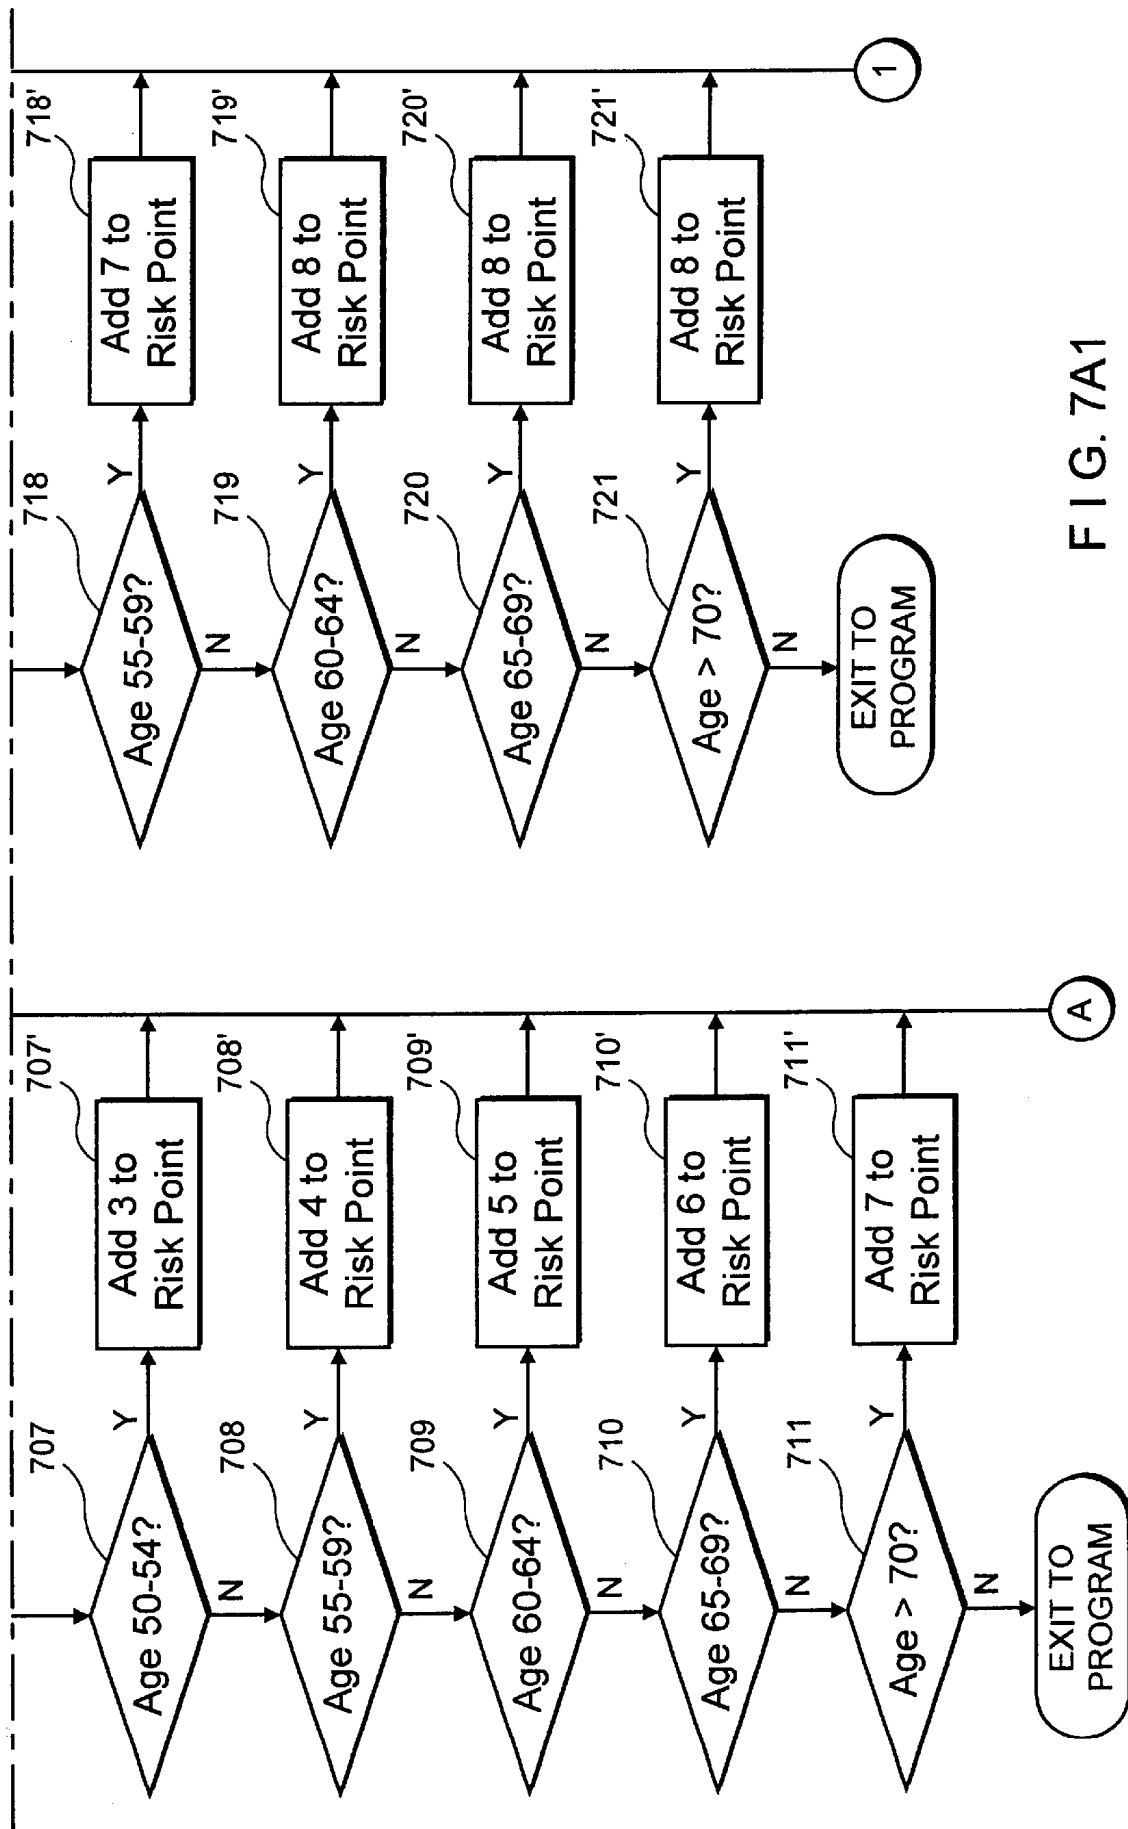 707
707'
Age 50-54?
Y
Add 3 to
Risk Point
N
708
708'
Age 55-59?
Y
Add 4 to
Risk Point
N
709
709'
Age 60-64?
Y
Add 5 to
Risk Point
N
710
710'
Age 65-69?
Y
Add 6 to
Risk Point
N
711
711'
Age > 70?
Y
Add 7 to
Risk Point
N
EXIT TO
PROGRAM
A
718
718'
Age 55-59?
Y
Add 7 to
Risk Point
N
719
719'
Age 60-64?
Y
Add 8 to
Risk Point
N
720
720'
Age 65-69?
Y
Add 8 to
Risk Point
N
721
721'
Age > 70?
Y
Add 8 to
Risk Point
N
EXIT TO
PROGRAM
1
FIG. 7A1